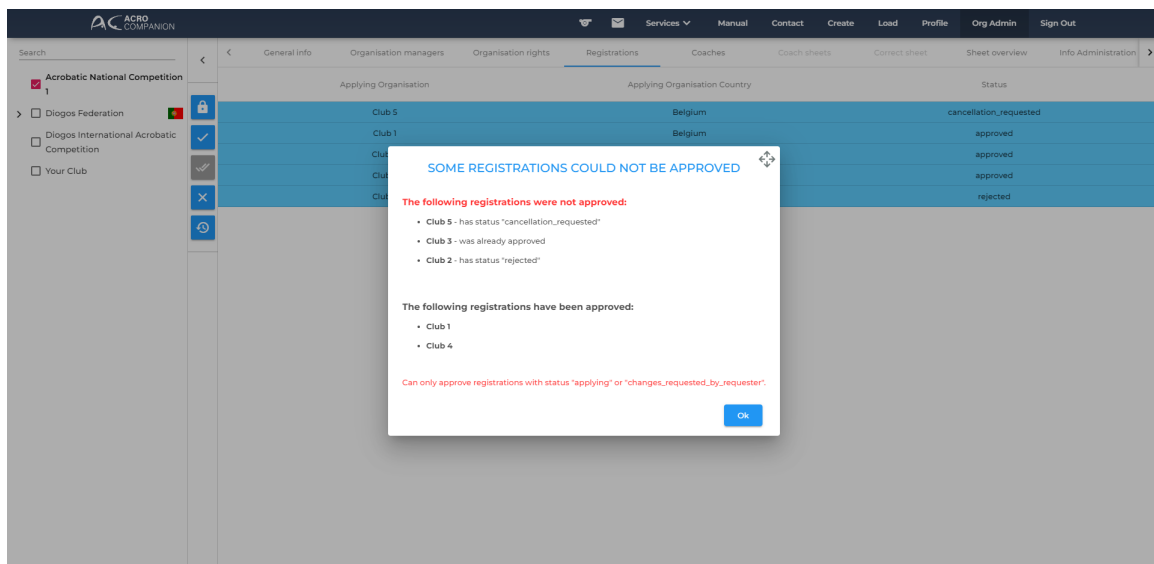 ACRO
COMPANION
Services
Manual
Contact
Create
Load
Profile
Org Admin
Sign Out
Search
General info
Organisation managers
Organisation rights
Registrations
Coaches
Coach sheets
Correct sheet
Sheet overview
Info Administration
Acrobatic National Competition
1
Diogos Federation
Diogos International Acrobatic
Competition
Your Club
Applying Organisation
Applying Organisation Country
Status
Club 5
Belgium
cancellation_requested
Club 1
Belgium
approved
approved
approved
rejected
SOME REGISTRATIONS COULD NOT BE APPROVED
The following registrations were not approved:
• Club 5 - has status "cancellation_requested"
• Club 3 - was already approved
• Club 2 - has status "rejected"
The following registrations have been approved:
• Club 1
• Club 4
Can only approve registrations with status "applying" or "changes_requested_by_requester".
Ok